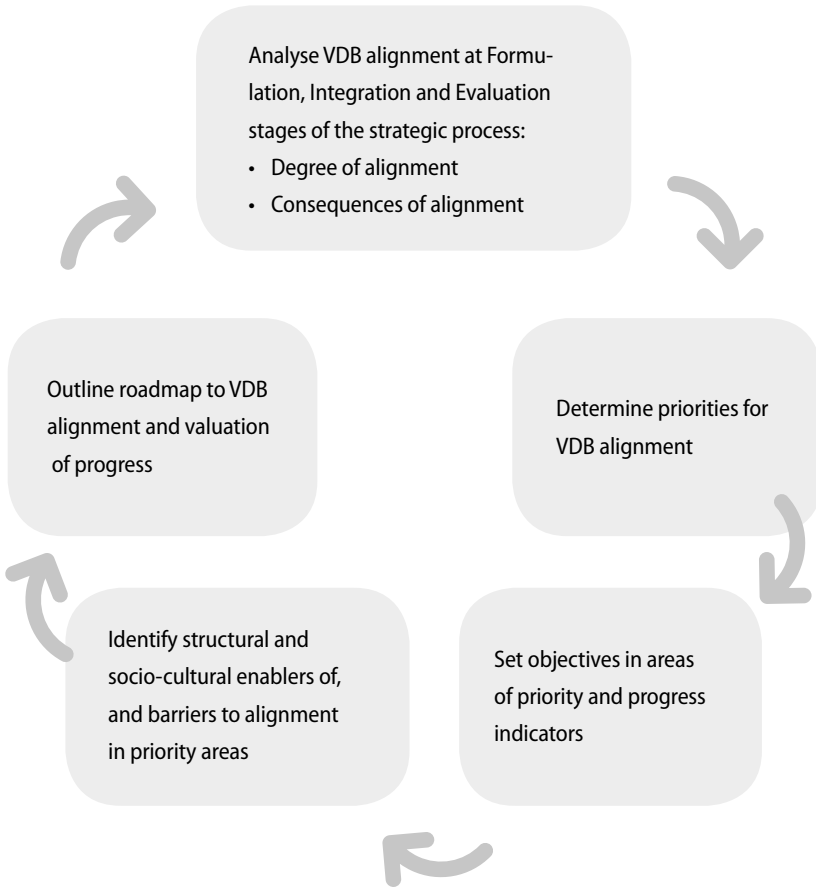 Analyse VDB alignment at Formu-
lation, Integration and Evaluation
stages of the strategic process:
• Degree of alignment
• Consequences of alignment
Determine priorities for
VDB alignment
Set objectives in areas
of priority and progress
indicators
Identify structural and
socio-cultural enablers of,
and barriers to alignment
in priority areas
Outline roadmap to VDB
alignment and valuation
of progress